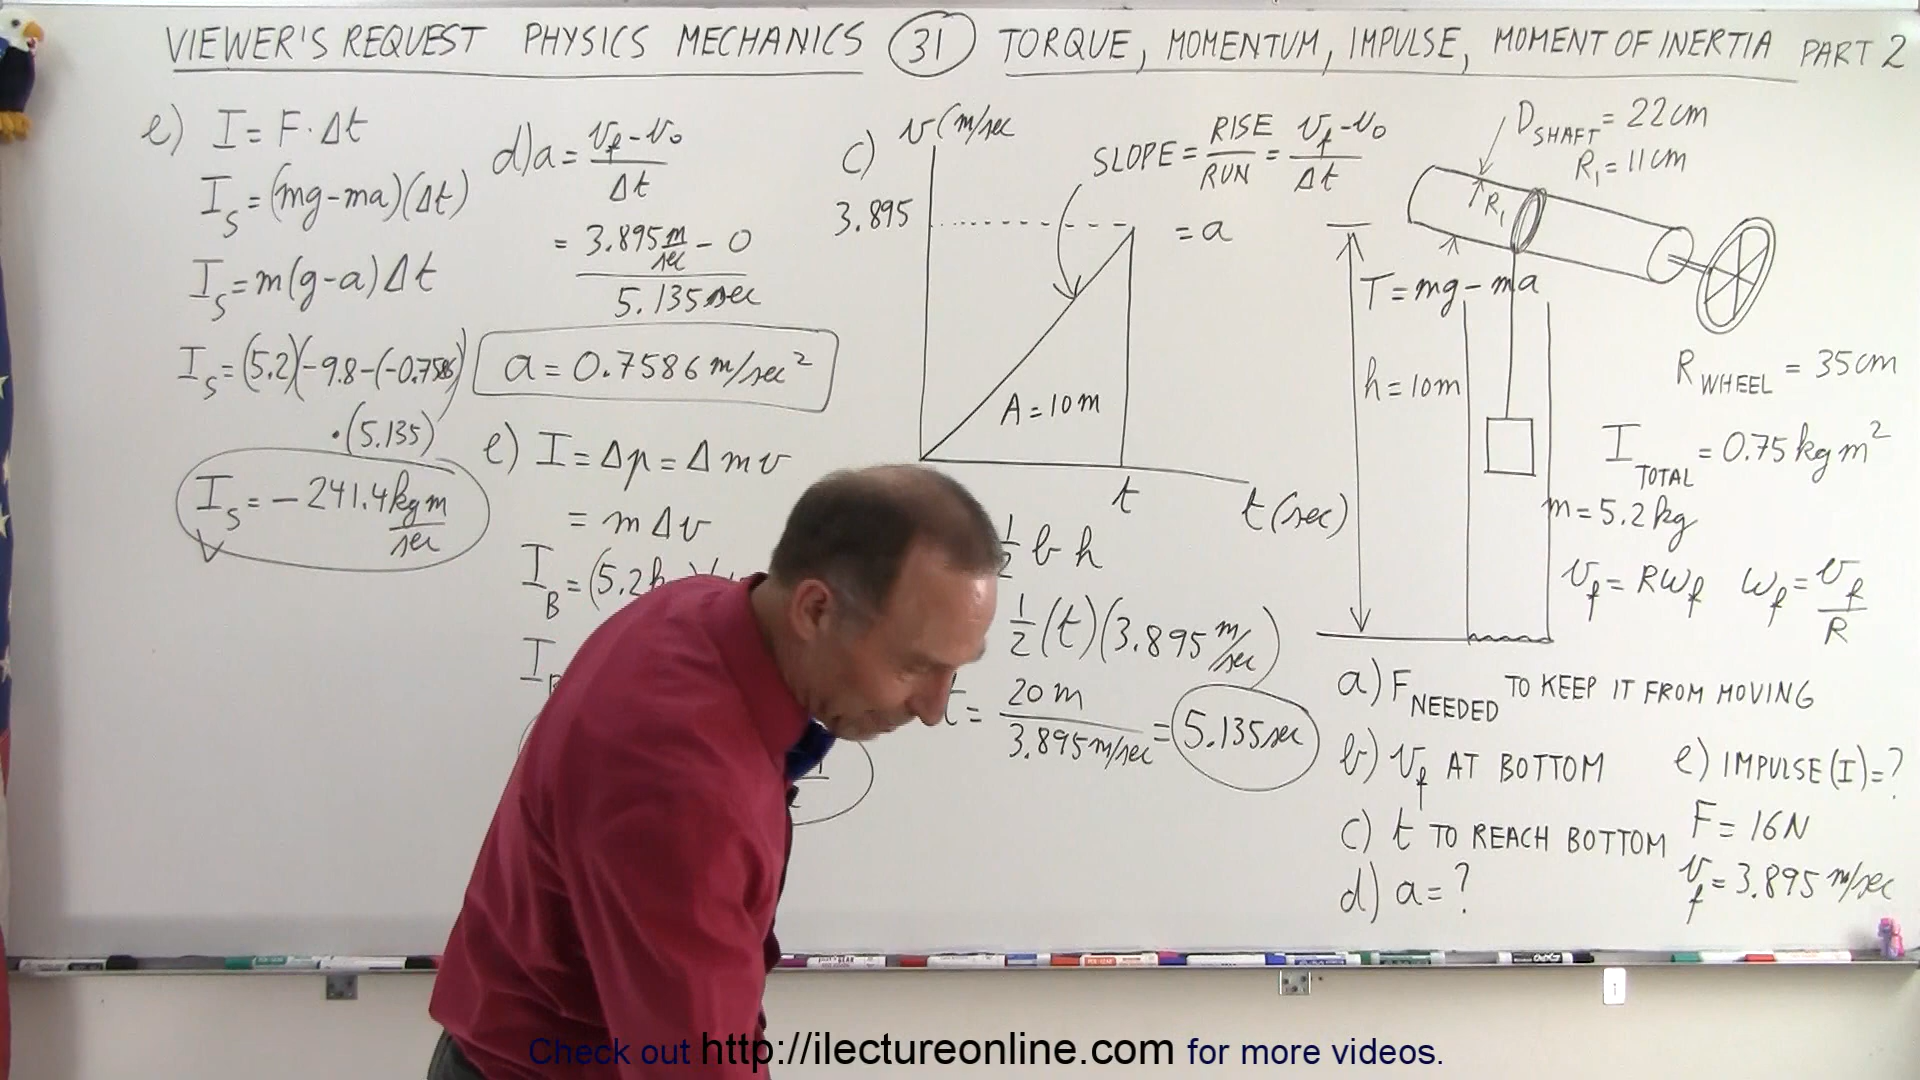 VIEWER'S REQUEST PHYSICS MECHANICS 31 TORQUE, MOMENTUM, IMPULSE, MOMENT OF INERTIA PART 2
e) I = F · Δt
I_S = (mg-ma)(Δt)
I_S = m(g-a)Δt
I_S = (5.2)(-9.8-(-0.7586)
· (5.135)
I_S = -241.4 kg m/sec
d) a = (v_f - v_0)/Δt
= (3.895 m/sec - 0)/5.135 sec
a = 0.7586 m/sec²
e) I = Δp = Δmv
= mΔv
I_B = (5.2
c) v (m/sec
3.895
SLOPE = RISE/RUN = (v_f - v_0)/Δt
= a
A = 10 m
t
t (sec)
1/2 b h
1/2 (t)(3.895 m/sec)
t = 20 m/3.895 m/sec = 5.135 sec
D_SHAFT = 22 cm
R_1 = 11 cm
R_1
T = mg - ma
h = 10 m
R_WHEEL = 35 cm
I_TOTAL = 0.75 kg m²
m = 5.2 kg
v_f = Rω_f ω_f = v_f/R
a) F_NEEDED TO KEEP IT FROM MOVING
b) v_f AT BOTTOM
c) t TO REACH BOTTOM
d) a = ?
e) IMPULSE (I) = ?
F = 16 N
v_f = 3.895 m/sec
Check out http://ilectureonline.com for more videos.